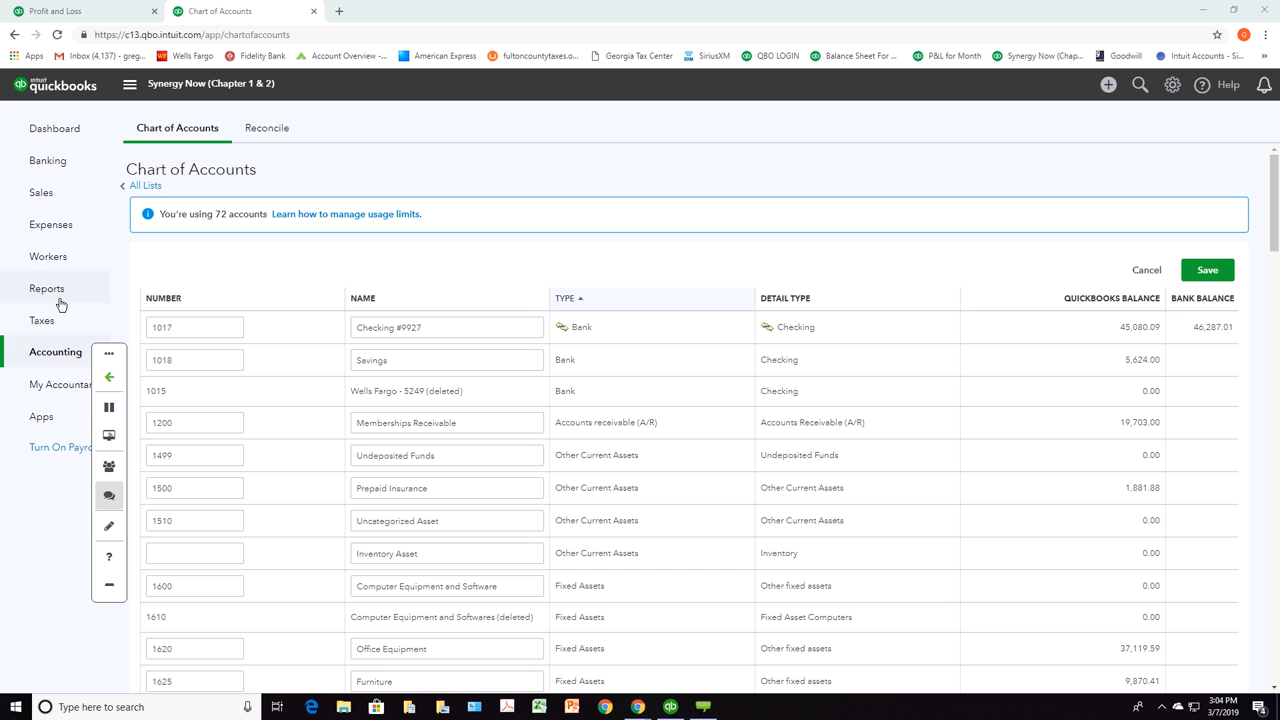 Profit and Loss
Chart of Accounts
https://c13.qbo.intuit.com/app/chartofaccounts
G
Apps Inbox (4,137) - greg... Wells Fargo Fidelity Bank Account Overview -... American Express fultoncountytaxes.o... Georgia Tax Center SiriusXM QBO LOGIN Balance Sheet For ... P&L for Month Synergy Now (Chap... Goodwill Intuit Accounts - Si... »
intuit
quickbooks
Synergy Now (Chapter 1 & 2)
Help
Dashboard
Banking
Sales
Expenses
Workers
Reports
Taxes
Accounting
My Accountan
Apps
Turn On Payro
Chart of Accounts Reconcile
Chart of Accounts
All Lists
You're using 72 accounts Learn how to manage usage limits.
Cancel Save
NUMBER NAME TYPE DETAIL TYPE QUICKBOOKS BALANCE BANK BALANCE
1017 Checking #9927 Bank Checking 45,080.09 46,287.01
1018 Savings Bank Checking 5,624.00
1015 Wells Fargo - 5249 (deleted) Bank Checking 0.00
1200 Memberships Receivable Accounts receivable (A/R) Accounts Receivable (A/R) 19,703.00
1499 Undeposited Funds Other Current Assets Undeposited Funds 0.00
1500 Prepaid Insurance Other Current Assets Other Current Assets 1,881.88
1510 Uncategorized Asset Other Current Assets Other Current Assets 0.00
Inventory Asset Other Current Assets Inventory 0.00
1600 Computer Equipment and Software Fixed Assets Other fixed assets 0.00
1610 Computer Equipment and Softwares (deleted) Fixed Assets Fixed Asset Computers 0.00
1620 Office Equipment Fixed Assets Other fixed assets 37,119.59
1625 Furniture Fixed Assets Other fixed assets 9,870.41
?
Type here to search
3:04 PM
3/7/2019
4